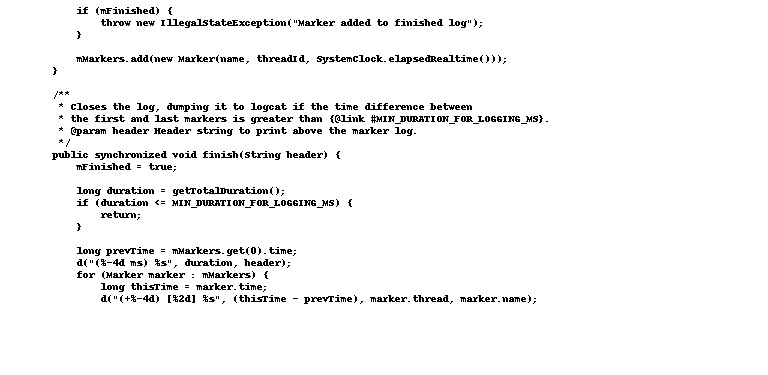 if (mFinished) {
throw new IllegalStateException("Marker added to finished log");
}
mMarkers.add(new Marker(name, threadId, SystemClock.elapsedRealtime()));
}
/**
* Closes the log, dumping it to logcat if the time difference between
* the first and last markers is greater than {@link #MIN_DURATION_FOR_LOGGING_MS}.
* @param header Header string to print above the marker log.
*/
public synchronized void finish(String header) {
mFinished = true;
long duration = getTotalDuration();
if (duration <= MIN_DURATION_FOR_LOGGING_MS) {
return;
}
long prevTime = mMarkers.get(0).time;
d("(%-4d ms) %s", duration, header);
for (Marker marker : mMarkers) {
long thisTime = marker.time;
d("(+%-4d) [%2d] %s", (thisTime - prevTime), marker.thread, marker.name);